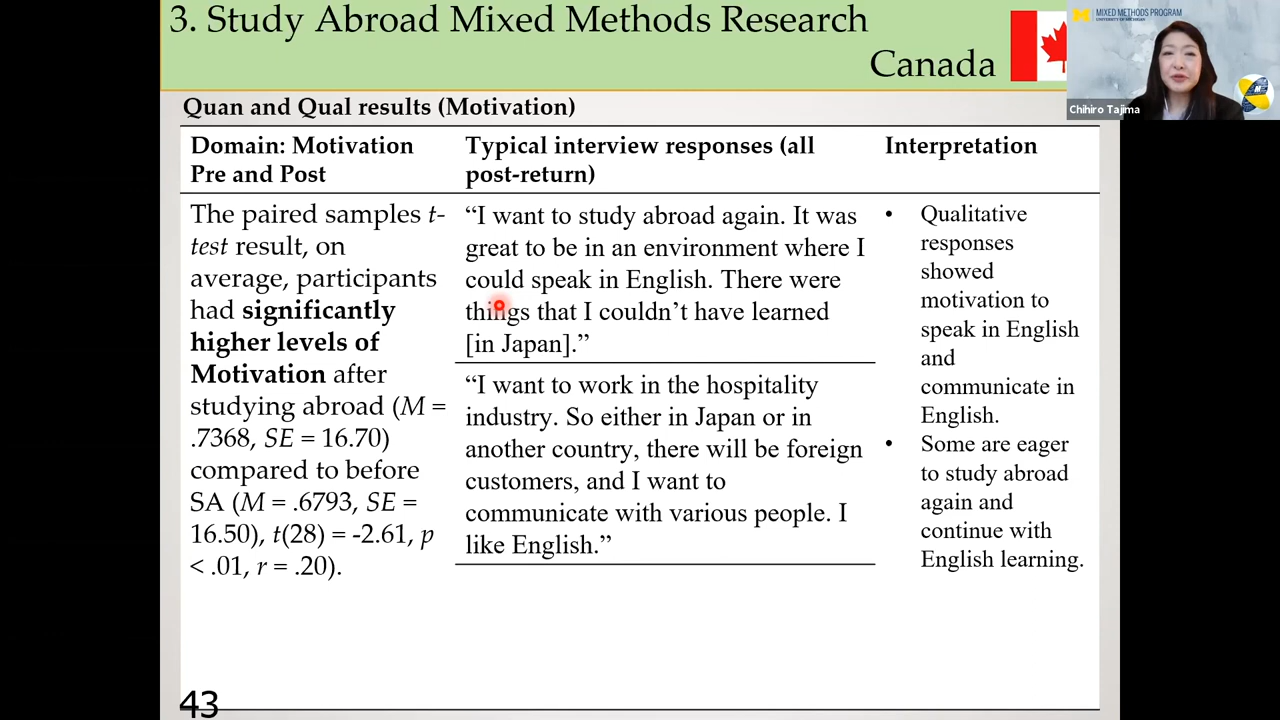 3. Study Abroad Mixed Methods Research
Canada
MIXED METHODS PROGRAM
UNIVERSITY OF MICHIGAN
Chihiro Tajima
Quan and Qual results (Motivation)
Domain: Motivation
Pre and Post
Typical interview responses (all
post-return)
Interpretation
The paired samples t-
test result, on
average, participants
had significantly
higher levels of
Motivation after
studying abroad (M =
.7368, SE = 16.70)
compared to before
SA (M = .6793, SE =
16.50), t(28) = -2.61, p
< .01, r = .20).
“I want to study abroad again. It was
great to be in an environment where I
could speak in English. There were
things that I couldn’t have learned
[in Japan].”
“I want to work in the hospitality
industry. So either in Japan or in
another country, there will be foreign
customers, and I want to
communicate with various people. I
like English.”
• Qualitative
responses
showed
motivation to
speak in English
and
communicate in
English.
• Some are eager
to study abroad
again and
continue with
English learning.
43